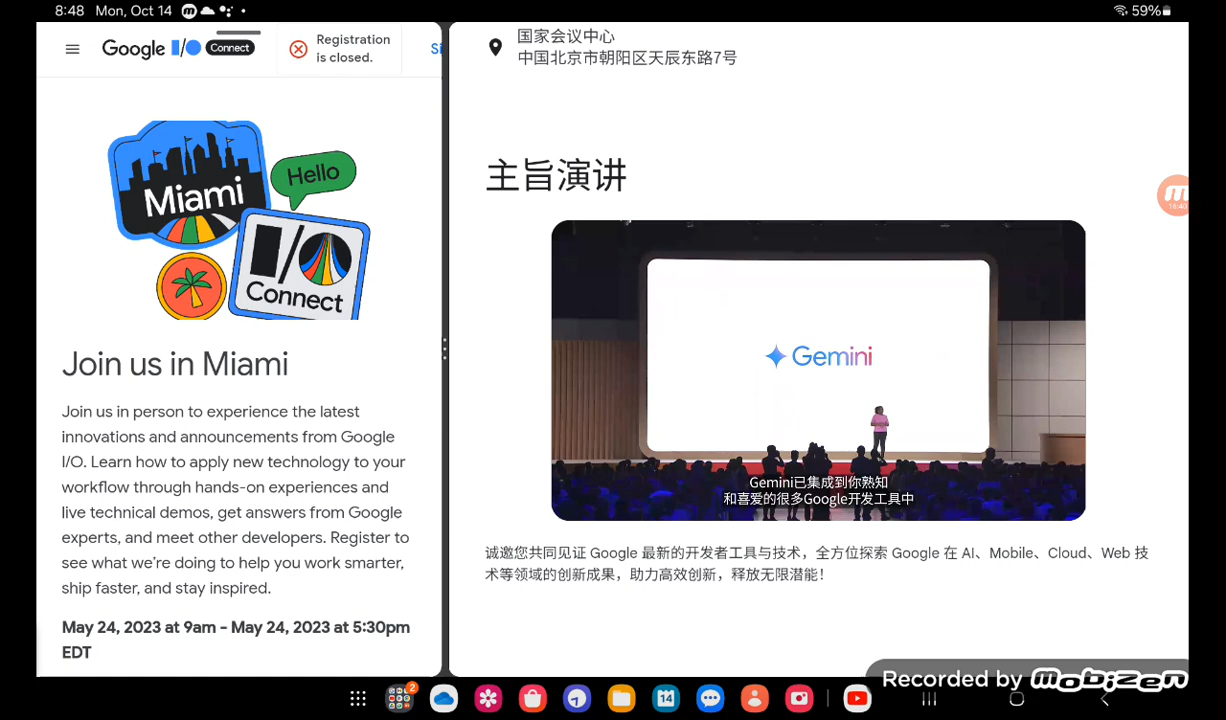 8:48 Mon, Oct 14
59%
Google I/O Connect
Registration
is closed.
Si
Miami
Hello
I/O
Connect
Join us in Miami
Join us in person to experience the latest
innovations and announcements from Google
I/O. Learn how to apply new technology to your
workflow through hands-on experiences and
live technical demos, get answers from Google
experts, and meet other developers. Register to
see what we’re doing to help you work smarter,
ship faster, and stay inspired.
May 24, 2023 at 9am - May 24, 2023 at 5:30pm
EDT
国家会议中心
中国北京市朝阳区天辰东路7号
主旨演讲
Gemini
Gemini已集成到你熟知
和喜爱的很多Google开发工具中
诚邀您共同见证 Google 最新的开发者工具与技术，全方位探索 Google 在 AI、Mobile、Cloud、Web 技
术等领域的创新成果，助力高效创新，释放无限潜能！
2
14
Recorded by mobizen